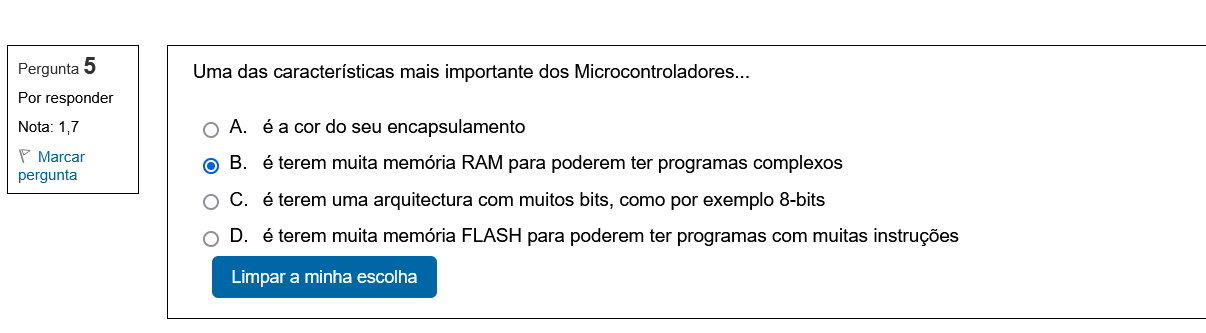 Pergunta 5
Por responder
Nota: 1,7
Marcar
pergunta
Uma das características mais importante dos Microcontroladores...
A. é a cor do seu encapsulamento
B. é terem muita memória RAM para poderem ter programas complexos
C. é terem uma arquitectura com muitos bits, como por exemplo 8-bits
D. é terem muita memória FLASH para poderem ter programas com muitas instruções
Limpar a minha escolha